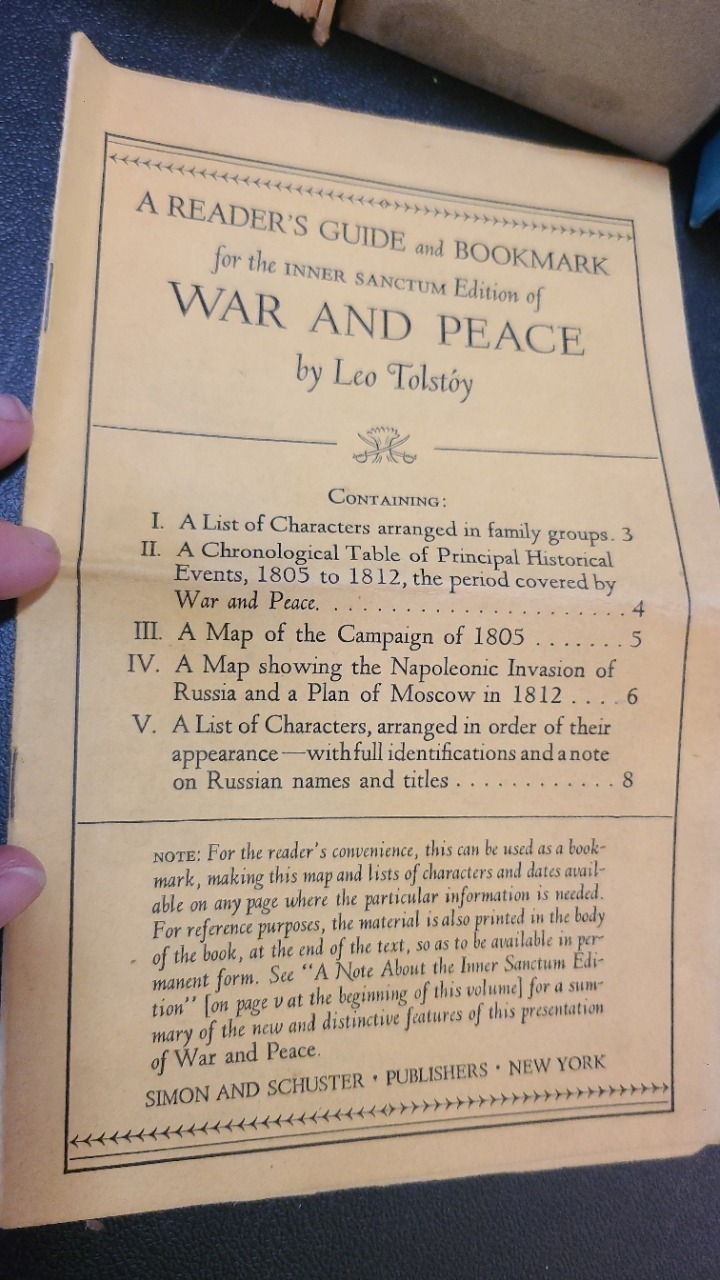 A READER'S GUIDE and BOOKMARK
for the INNER SANCTUM Edition of
WAR AND PEACE
by Leo Tolstóy
CONTAINING:
I. A List of Characters arranged in family groups. 3
II. A Chronological Table of Principal Historical
Events, 1805 to 1812, the period covered by
War and Peace. . . . . . . . . . . . . . . . . . . . . . . 4
III. A Map of the Campaign of 1805 . . . . . . . 5
IV. A Map showing the Napoleonic Invasion of
Russia and a Plan of Moscow in 1812 . . . . 6
V. A List of Characters, arranged in order of their
appearance—with full identifications and a note
on Russian names and titles . . . . . . . . . . . . 8
NOTE: For the reader's convenience, this can be used as a book-
mark, making this map and lists of characters and dates avail-
able on any page where the particular information is needed.
For reference purposes, the material is also printed in the body
of the book, at the end of the text, so as to be available in per-
manent form. See "A Note About the Inner Sanctum Edi-
tion" [on page v at the beginning of this volume] for a sum-
mary of the new and distinctive features of this presentation
of War and Peace.
SIMON AND SCHUSTER · PUBLISHERS · NEW YORK